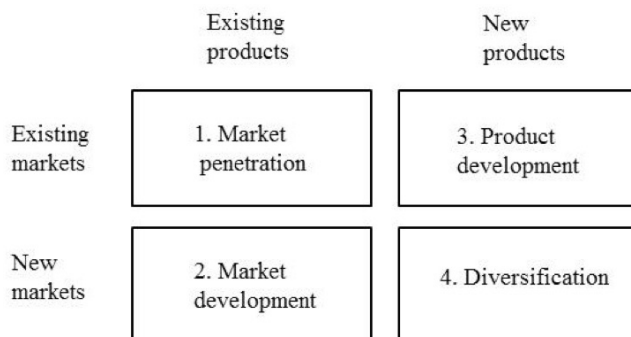 Existing
products
New
products
Existing
markets
1. Market
penetration
3. Product
development
New
markets
2. Market
development
4. Diversification